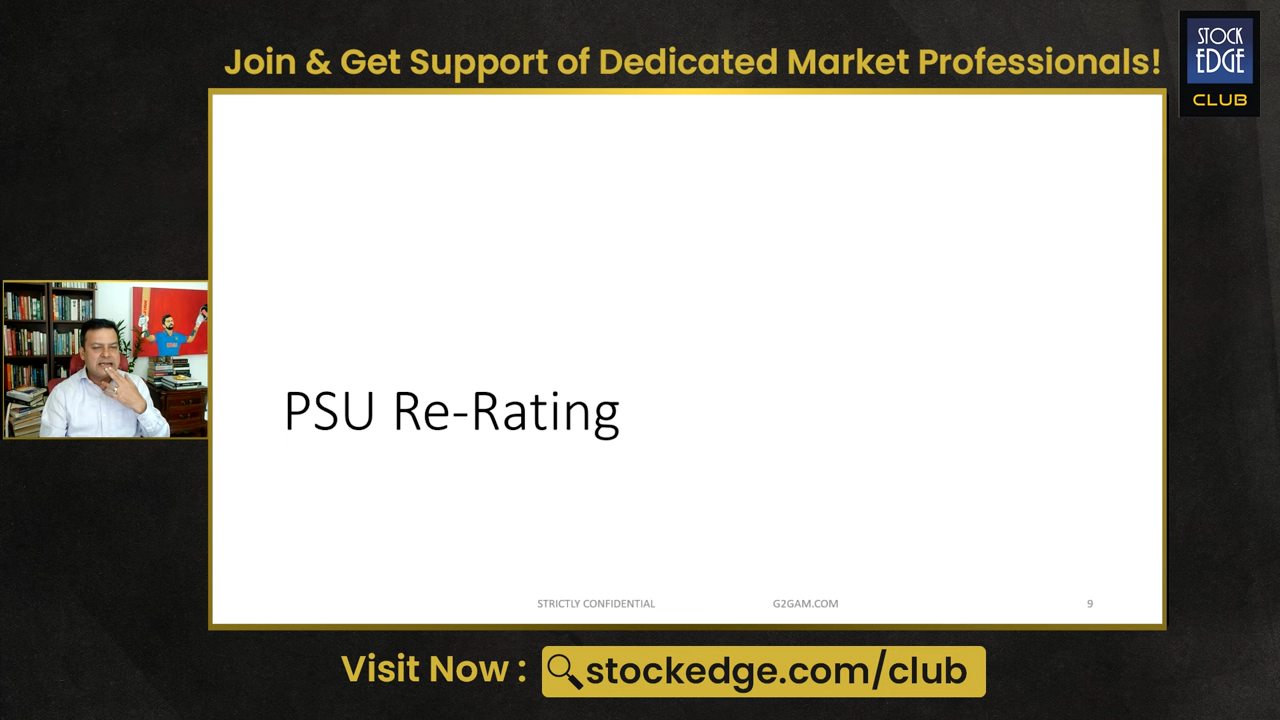 Join & Get Support of Dedicated Market Professionals!
STOCK
EDGE
CLUB
PSU Re-Rating
STRICTLY CONFIDENTIAL
G2GAM.COM
9
Visit Now :
stockedge.com/club